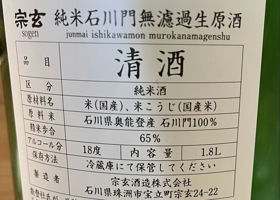 宗玄 純米石川門無濾過生原酒
sogen junmai ishikawamon murokanamagenshu
品目 清酒
区分 純米酒
原材料名 米(国産)、米こうじ(国産米)
原料米 石川県奥能登産 石川門100%
精米歩合 65%
アルコール分 18度 内容量 1.8L
保存方法 冷蔵庫にて保管してください
製造者 宗玄酒造株式会社
石川県珠洲市宝立町宗玄24-22